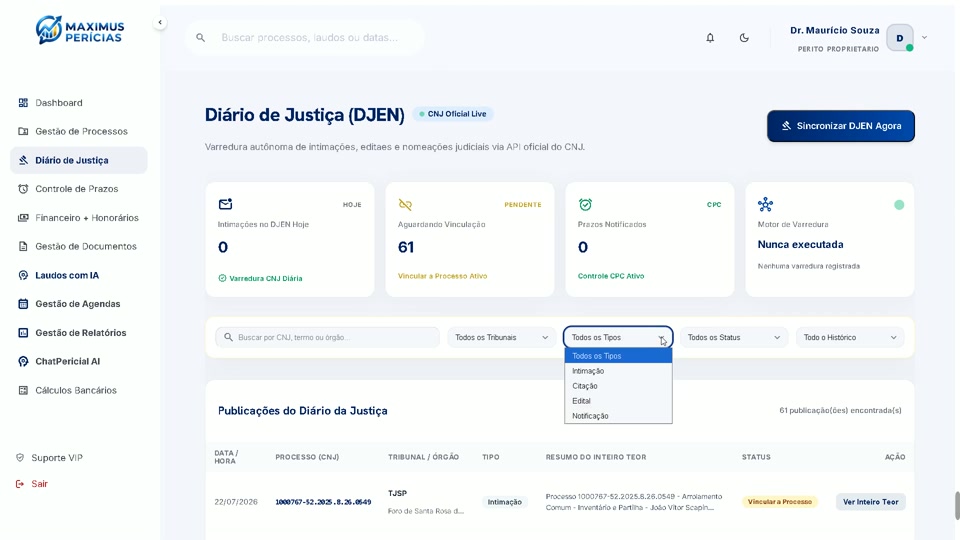 MAXIMUS
PERÍCIAS
Buscar processos, laudos ou datas...
Dr. Maurício Souza
PERITO PROPRIETARIO
D
Dashboard
Gestão de Processos
Diário de Justiça
Controle de Prazos
Financeiro + Honorários
Gestão de Documentos
Laudos com IA
Gestão de Agendas
Gestão de Relatórios
ChatPericial AI
Cálculos Bancários
Suporte VIP
Sair
Diário de Justiça (DJEN)
CNJ Oficial Live
Varredura autônoma de intimações, editaes e nomeações judiciais via API oficial do CNJ.
Sincronizar DJEN Agora
HOJE
Intimações no DJEN Hoje
0
Varredura CNJ Diária
PENDENTE
Aguardando Vinculação
61
Vincular a Processo Ativo
CPC
Prazos Notificados
0
Controle CPC Ativo
Motor de Varredura
Nunca executada
Nenhuma varredura registrada
Buscar por CNJ, termo ou órgão...
Todos os Tribunais
Todos os Tipos
Todos os Status
Todo o Histórico
Todos os Tipos
Intimação
Citação
Edital
Notificação
Publicações do Diário da Justiça
61 publicação(ões) encontrada(s)
DATA / HORA
PROCESSO (CNJ)
TRIBUNAL / ÓRGÃO
TIPO
RESUMO DO INTEIRO TEOR
STATUS
AÇÃO
22/07/2026
1000767-52.2025.8.26.0549
TJSP
Foro de Santa Rosa d...
Intimação
Processo 1000767-52.2025.8.26.0549 - Arrolamento
Comum - Inventário e Partilha - João Vitor Scapin...
Vincular a Processo
Ver Inteiro Teor